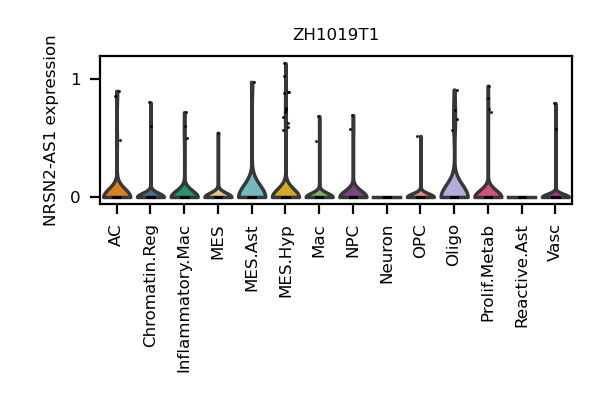 ZH1019T1
NRSN2-AS1 expression
1
0
AC
Chromatin.Reg
Inflammatory.Mac
MES
MES.Ast
MES.Hyp
Mac
NPC
Neuron
OPC
Oligo
Prolif.Metab
Reactive.Ast
Vasc